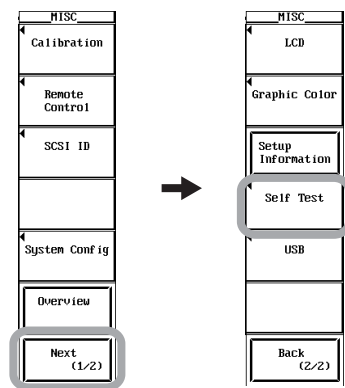 MISC
Calibration
Remote
Control
SCSI ID
System Config
Overview
Next
(1/2)
MISC
LCD
Graphic Color
Setup
Information
Self Test
USB
Back
(2/2)